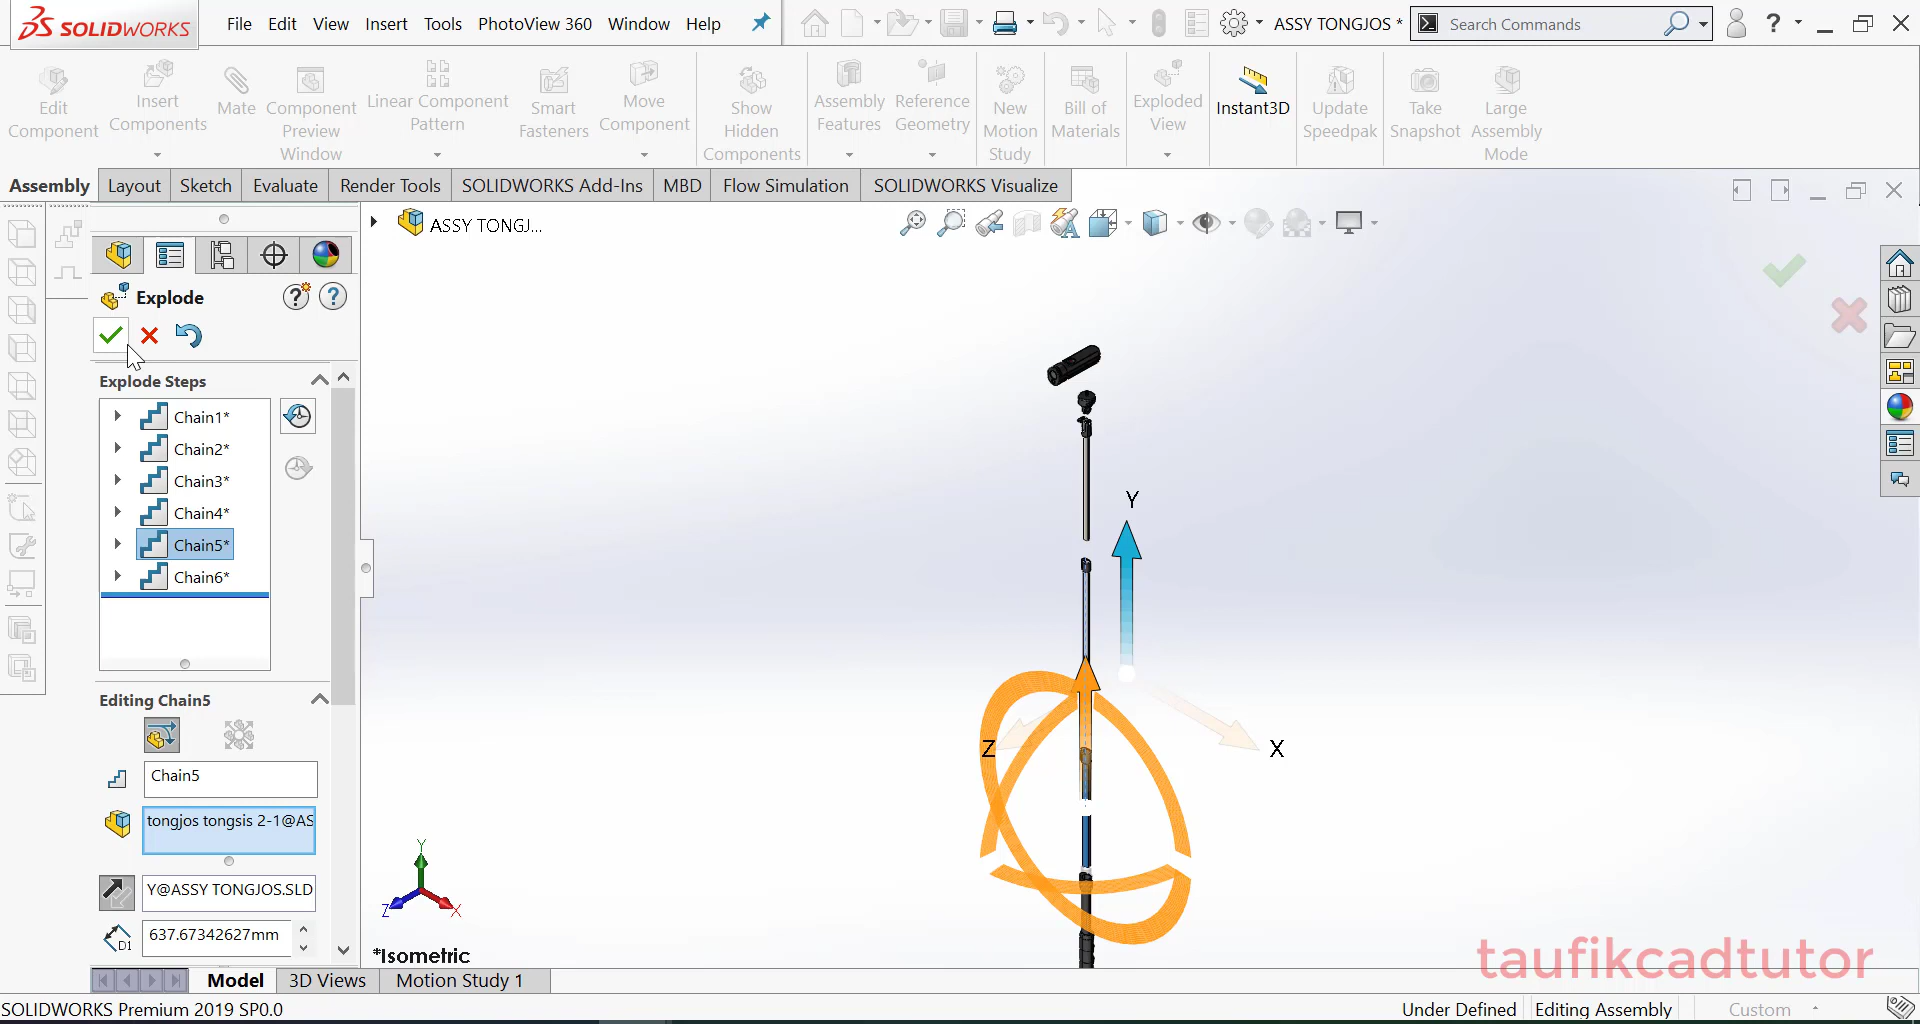 SOLIDWORKS
File Edit View Insert Tools PhotoView 360 Window Help
ASSY TONGJOS *
Search Commands
?
Edit Component
Insert Components
Mate
Component Preview Window
Linear Component Pattern
Smart Fasteners
Move Component
Show Hidden Components
Assembly Features
Reference Geometry
New Motion Study
Bill of Materials
Exploded View
Instant3D
Update Speedpak
Take Snapshot
Large Assembly Mode
Assembly Layout Sketch Evaluate Render Tools SOLIDWORKS Add-Ins MBD Flow Simulation SOLIDWORKS Visualize
ASSY TONGJ...
Explode
? ?
Explode Steps
Chain1*
Chain2*
Chain3*
Chain4*
Chain5*
Chain6*
Editing Chain5
Chain5
tongjos tongsis 2-1@AS
Y@ASSY TONGJOS.SLD
D1 637.67342627mm
Y
Z
X
Y
Z
X
*Isometric
taufikcadtutor
Model 3D Views Motion Study 1
SOLIDWORKS Premium 2019 SP0.0
Under Defined Editing Assembly Custom